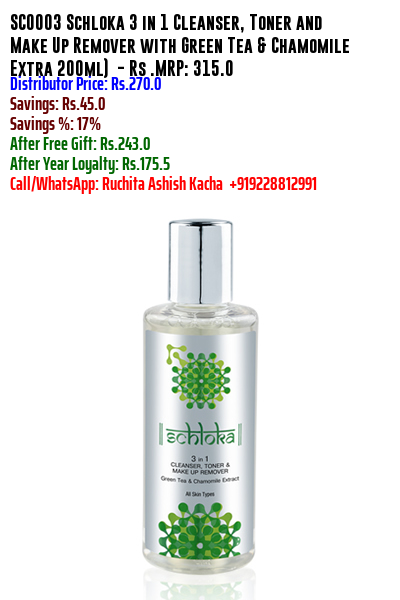 SC0003 Schloka 3 in 1 Cleanser, Toner and
Make Up Remover with Green Tea & Chamomile
Extra 200ml)  - Rs .MRP: 315.0
Distributor Price: Rs.270.0
Savings: Rs.45.0
Savings %: 17%
After Free Gift: Rs.243.0
After Year Loyalty: Rs.175.5
Call/WhatsApp: Ruchita Ashish Kacha  +919228812991
schloka
3 in 1
CLEANSER, TONER &
MAKE UP REMOVER
Green Tea & Chamomile Extract
All Skin Types